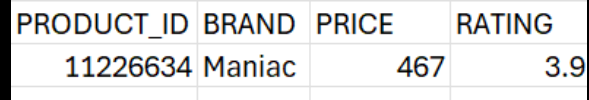 PRODUCT_ID BRAND PRICE RATING
11226634 Maniac 467 3.9